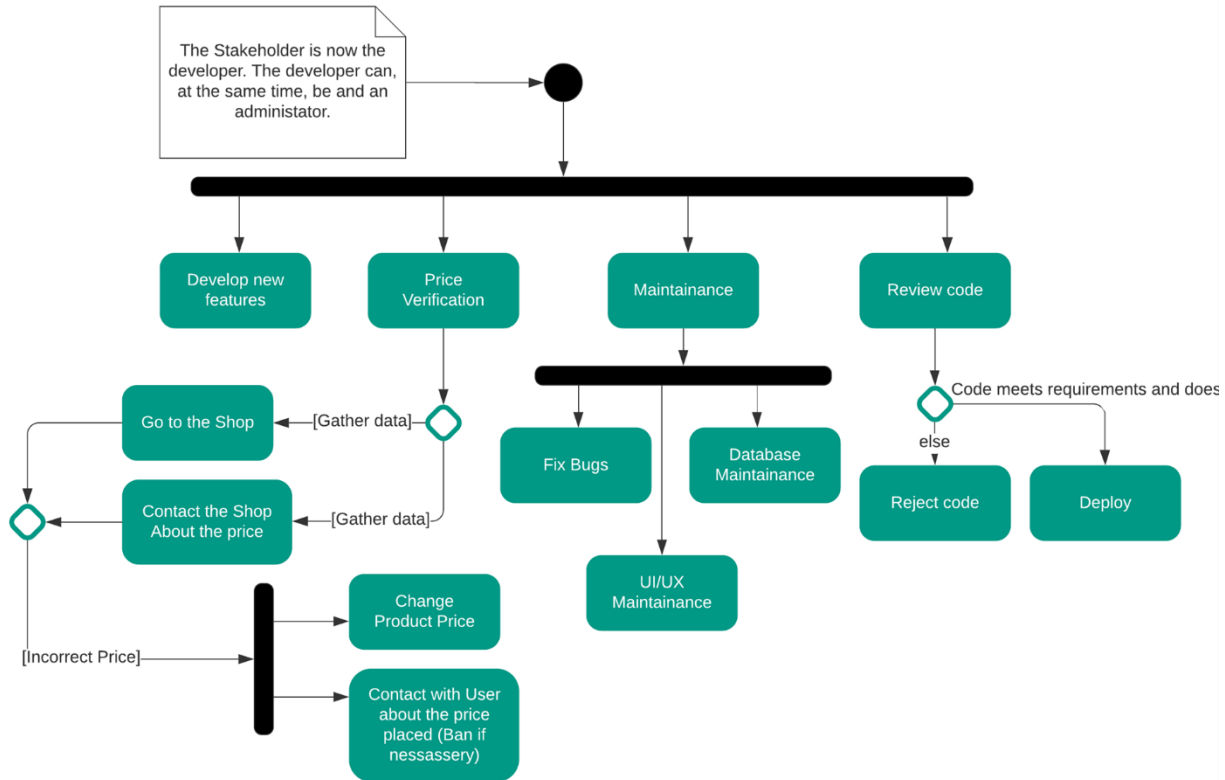 The Stakeholder is now the
developer. The developer can,
at the same time, be and an
administator.
Develop new
features
Price
Verification
Maintainance
Review code
Code meets requirements and does
Go to the Shop
[Gather data]
else
Fix Bugs
Database
Maintainance
Reject code
Deploy
Contact the Shop
About the price
[Gather data]
UI/UX
Maintainance
Change
Product Price
[Incorrect Price]
Contact with User
about the price
placed (Ban if
nessassery)